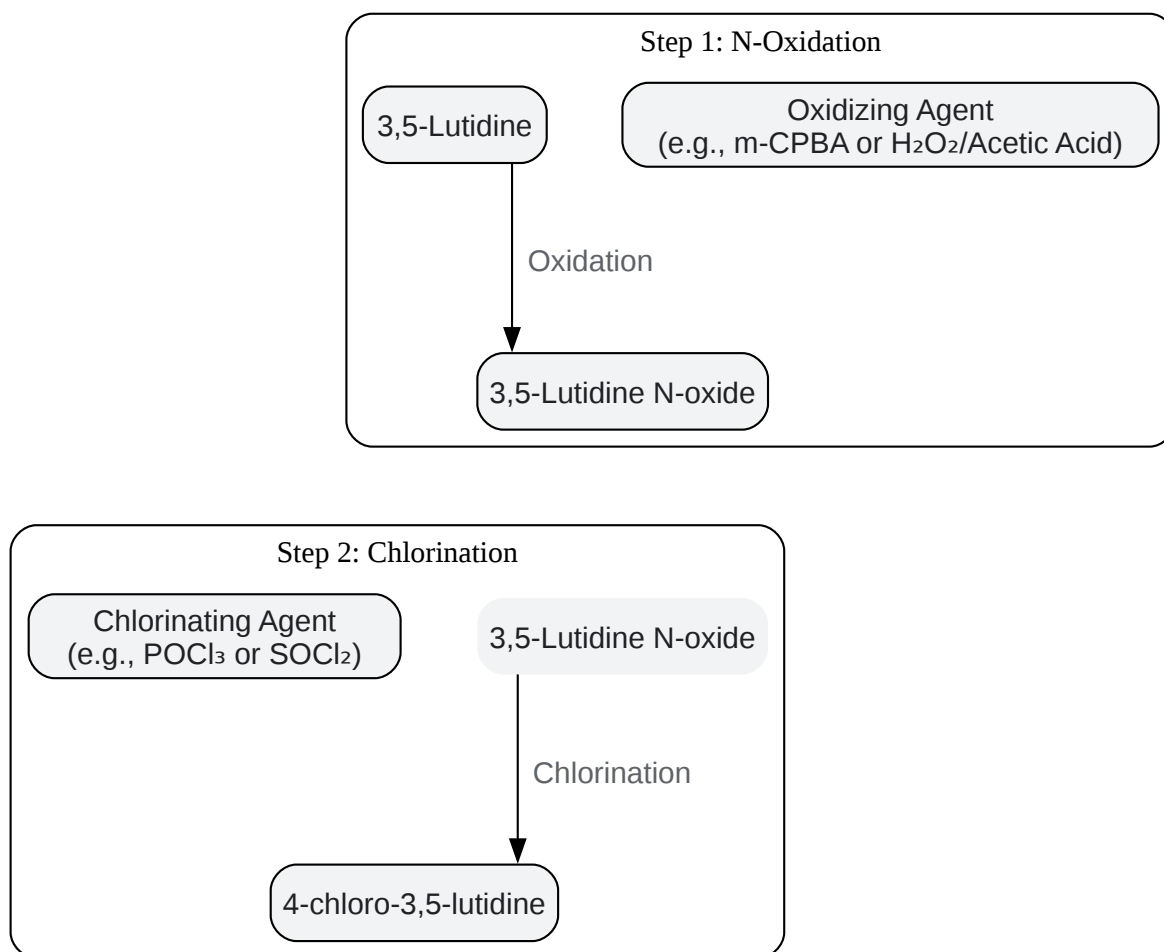 Step 1: N-Oxidation
3,5-Lutidine
Oxidizing Agent
(e.g., m-CPBA or H₂O₂/Acetic Acid)
Oxidation
3,5-Lutidine N-oxide
Step 2: Chlorination
Chlorinating Agent
(e.g., POCl₃ or SOCl₂)
3,5-Lutidine N-oxide
Chlorination
4-chloro-3,5-lutidine